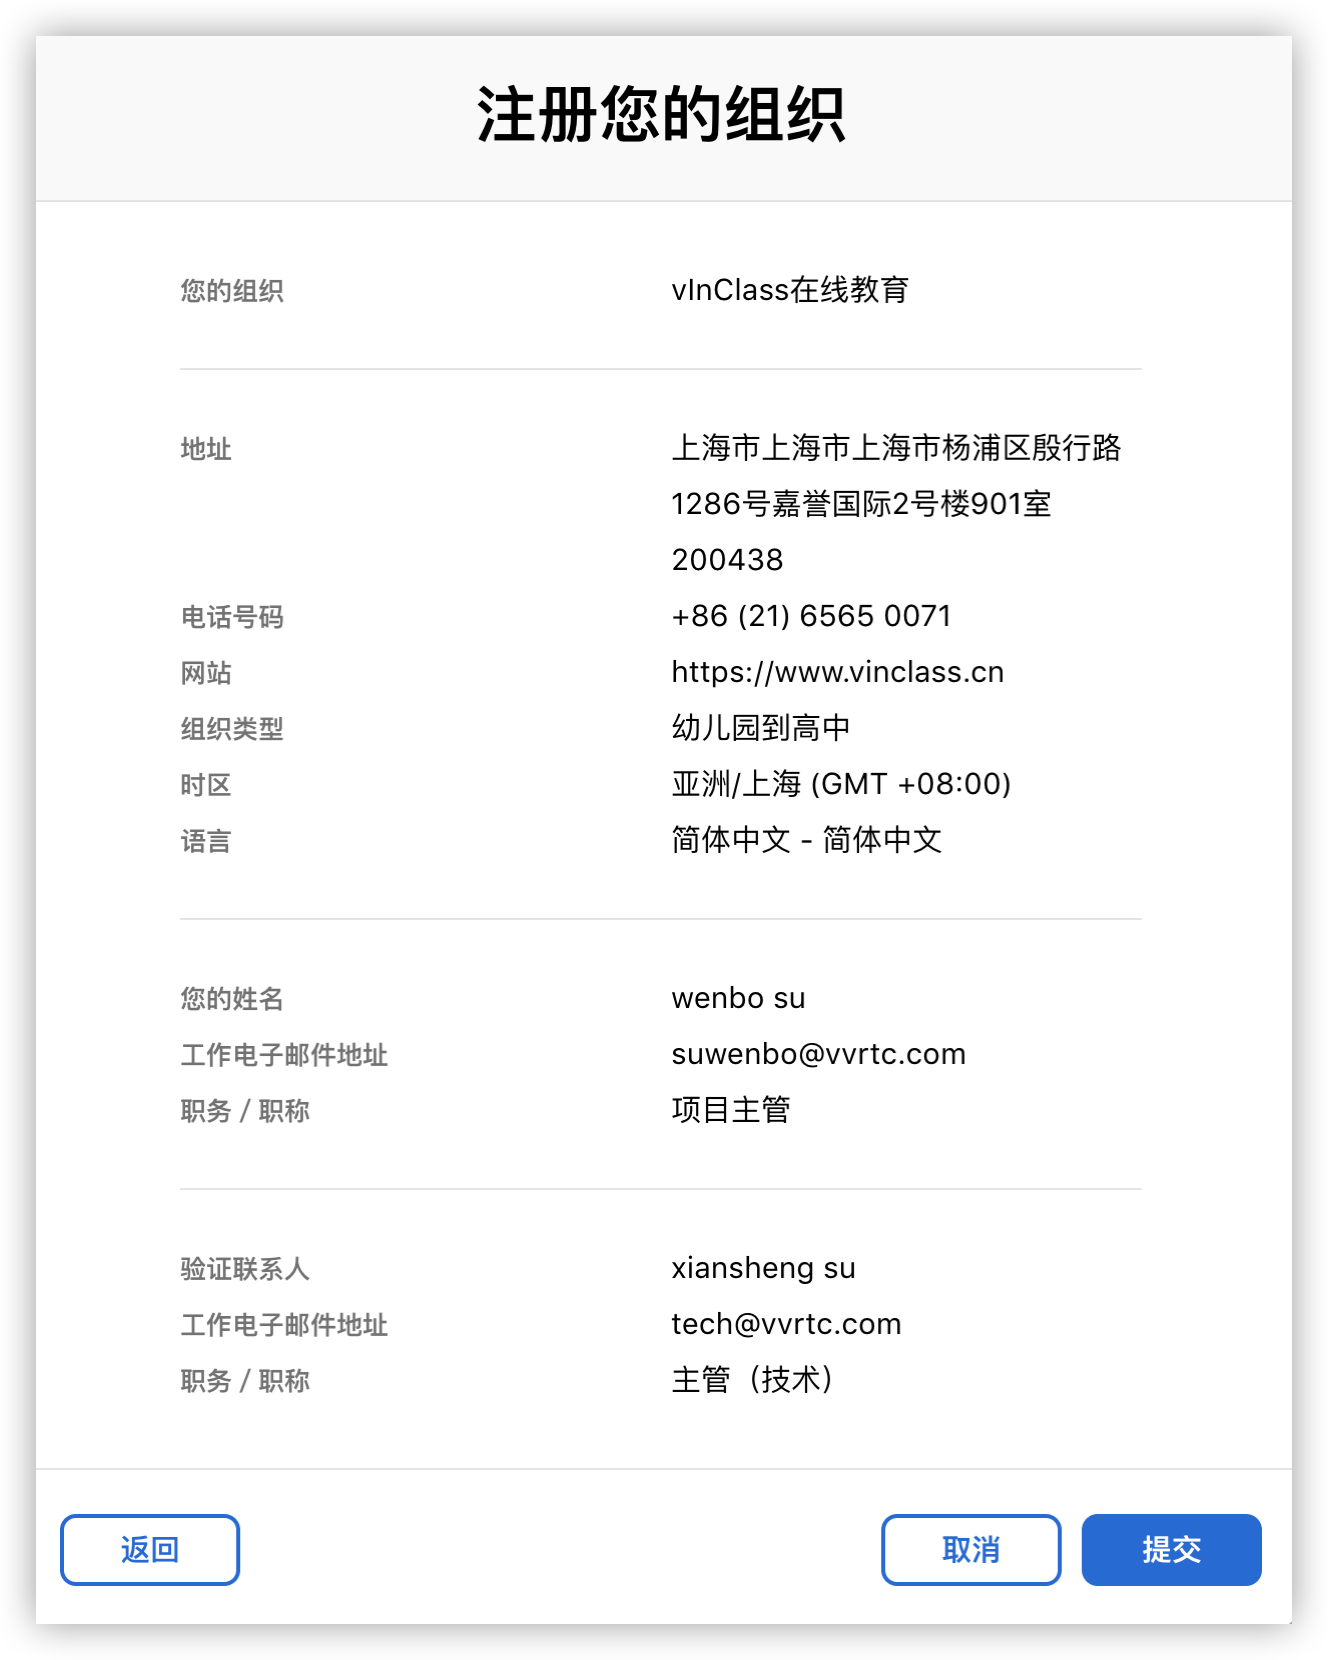 注册您的组织
您的组织 vInClass在线教育
地址 上海市上海市上海市杨浦区殷行路
1286号嘉誉国际2号楼901室
200438
电话号码 +86 (21) 6565 0071
网站 https://www.vinclass.cn
组织类型 幼儿园到高中
时区 亚洲/上海 (GMT +08:00)
语言 简体中文 - 简体中文
您的姓名 wenbo su
工作电子邮件地址 suwenbo@vvrtc.com
职务 / 职称 项目主管
验证联系人 xiansheng su
工作电子邮件地址 tech@vvrtc.com
职务 / 职称 主管（技术）
返回 取消 提交